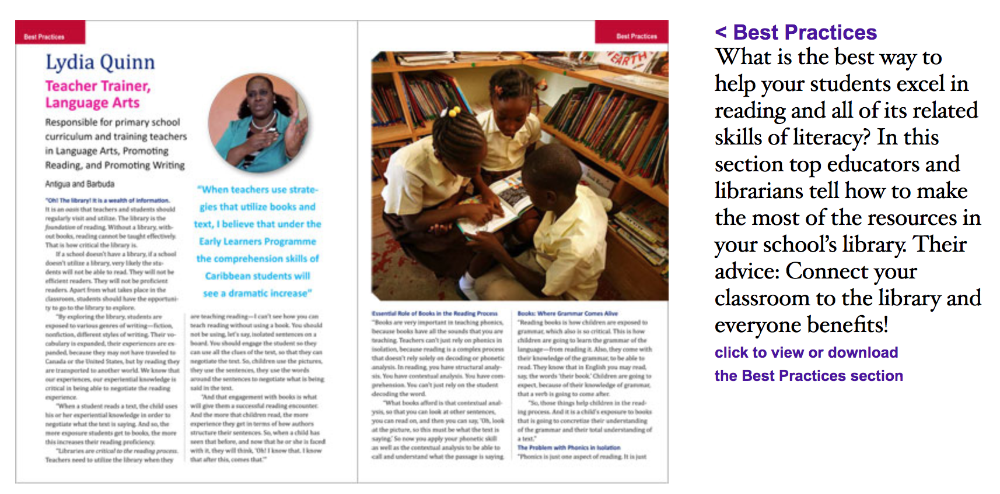 Best Practices
Lydia Quinn
Teacher Trainer,
Language Arts
Responsible for primary school
curriculum and training teachers
in Language Arts, Promoting
Reading, and Promoting Writing
Antigua and Barbuda
"Oh! The library! It is a wealth of information.
It is an oasis that teachers and students should
regularly visit and utilize. The library is the
foundation of reading. Without a library, with-
out books, reading cannot be taught effectively.
That is how critical the library is.
If a school doesn't have a library, if a school
doesn't utilize a library, very likely the stu-
dents will not be able to read. They will not be
efficient readers. They will not be proficient
readers. Apart from what takes place in the
classroom, students should have the opportuni-
ty to go to the library to explore.
"By exploring the library, students are
exposed to various genres of writing—fiction,
nonfiction, different styles of writing. Their vo-
cabulary is expanded, their experiences are ex-
panded, because they may not have traveled to
Canada or the United States, but by reading they
are transported to another world. We know that
our experiences, our experiential knowledge is
critical in being able to negotiate the reading
experience.
"When a student reads a text, the child uses
his or her experiential knowledge in order to
negotiate what the text is saying. And so, the
more exposure students get to books, the more
this increases their reading proficiency.
"Libraries are critical to the reading process.
Teachers need to utilize the library when they
"When teachers use strate-
gies that utilize books and
text, I believe that under the
Early Learners Programme
the comprehension skills of
Caribbean students will
see a dramatic increase"
are teaching reading—I can't see how you can
teach reading without using a book. You should
not be using, let's say, isolated sentences on a
board. You should engage the student so they
can use all the clues of the text, so that they can
negotiate the text. So, children use the pictures,
they use the sentences, they use the words
around the sentences to negotiate what is being
said in the text.
"And that engagement with books is what
will give them a successful reading encounter.
And the more that children read, the more
experience they get in terms of how authors
structure their sentences. So, when a child has
seen that before, and now that he or she is faced
with it, they will think, 'Oh! I know that. I know
that after this, comes that.'"
Best Practices
EARTH
Essential Role of Books in the Reading Process
"Books are very important in teaching phonics,
because books have all the sounds that you are
teaching. Teachers can't just rely on phonics in
isolation, because reading is a complex process
that doesn't rely solely on decoding or phonetic
analysis. In reading, you have structural analy-
sis. You have contextual analysis. You have com-
prehension. You can't just rely on the student
decoding the word.
"What books afford is that contextual anal-
ysis, so that you can look at other sentences,
you can read on, and then you can say, 'Oh, look
at the picture, so this must be what the text is
saying.' So now you apply your phonetic skill
as well as the contextual analysis to be able to
call and understand what the passage is saying.
Books: Where Grammar Comes Alive
"Reading books is how children are exposed to
grammar, which also is so critical. This is how
children are going to learn the grammar of the
language—from reading it. Also, they come with
their knowledge of the grammar, to be able to
read. They know that in English you may read,
say, the words 'their book.' Children are going to
expect, because of their knowledge of grammar,
that a verb is going to come after.
"So, those things help children in the read-
ing process. And it is a child's exposure to books
that is going to concretize their understanding
of the grammar and their total understanding of
a text."
The Problem with Phonics in Isolation
"Phonics is just one aspect of reading. It is just
< Best Practices
What is the best way to
help your students excel in
reading and all of its related
skills of literacy? In this
section top educators and
librarians tell how to make
the most of the resources in
your school's library. Their
advice: Connect your
classroom to the library and
everyone benefits!
click to view or download
the Best Practices section